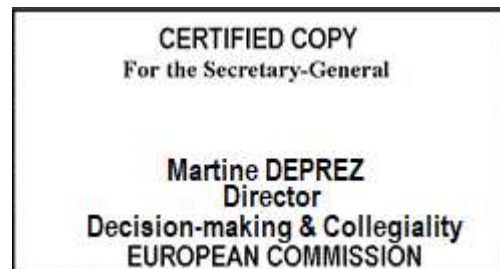 CERTIFIED COPY
For the Secretary-General
Martine DEPREZ
Director
Decision-making & Collegiality
EUROPEAN COMMISSION